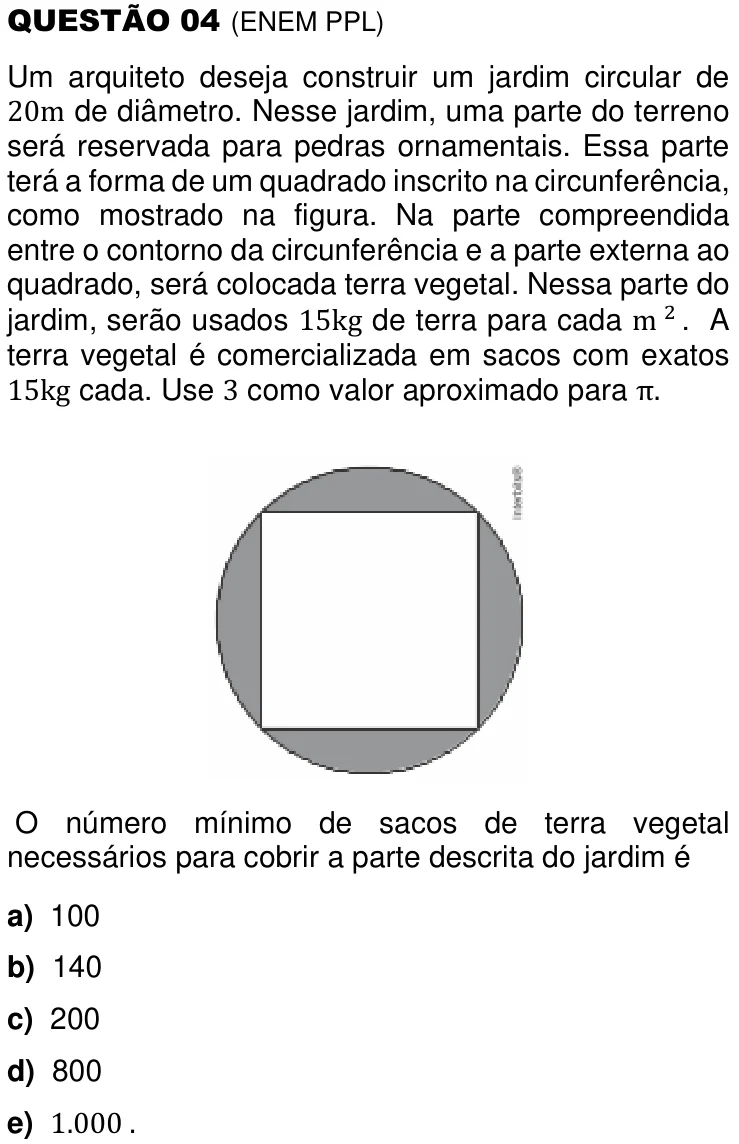 QUESTÃO 04 (ENEM PPL)
Um arquiteto deseja construir um jardim circular de
20m de diâmetro. Nesse jardim, uma parte do terreno
será reservada para pedras ornamentais. Essa parte
terá a forma de um quadrado inscrito na circunferência,
como mostrado na figura. Na parte compreendida
entre o contorno da circunferência e a parte externa ao
quadrado, será colocada terra vegetal. Nessa parte do
jardim, serão usados 15kg de terra para cada m ². A
terra vegetal é comercializada em sacos com exatos
15kg cada. Use 3 como valor aproximado para π.
interbits®
O número mínimo de sacos de terra vegetal
necessários para cobrir a parte descrita do jardim é
a) 100
b) 140
c) 200
d) 800
e) 1.000 .